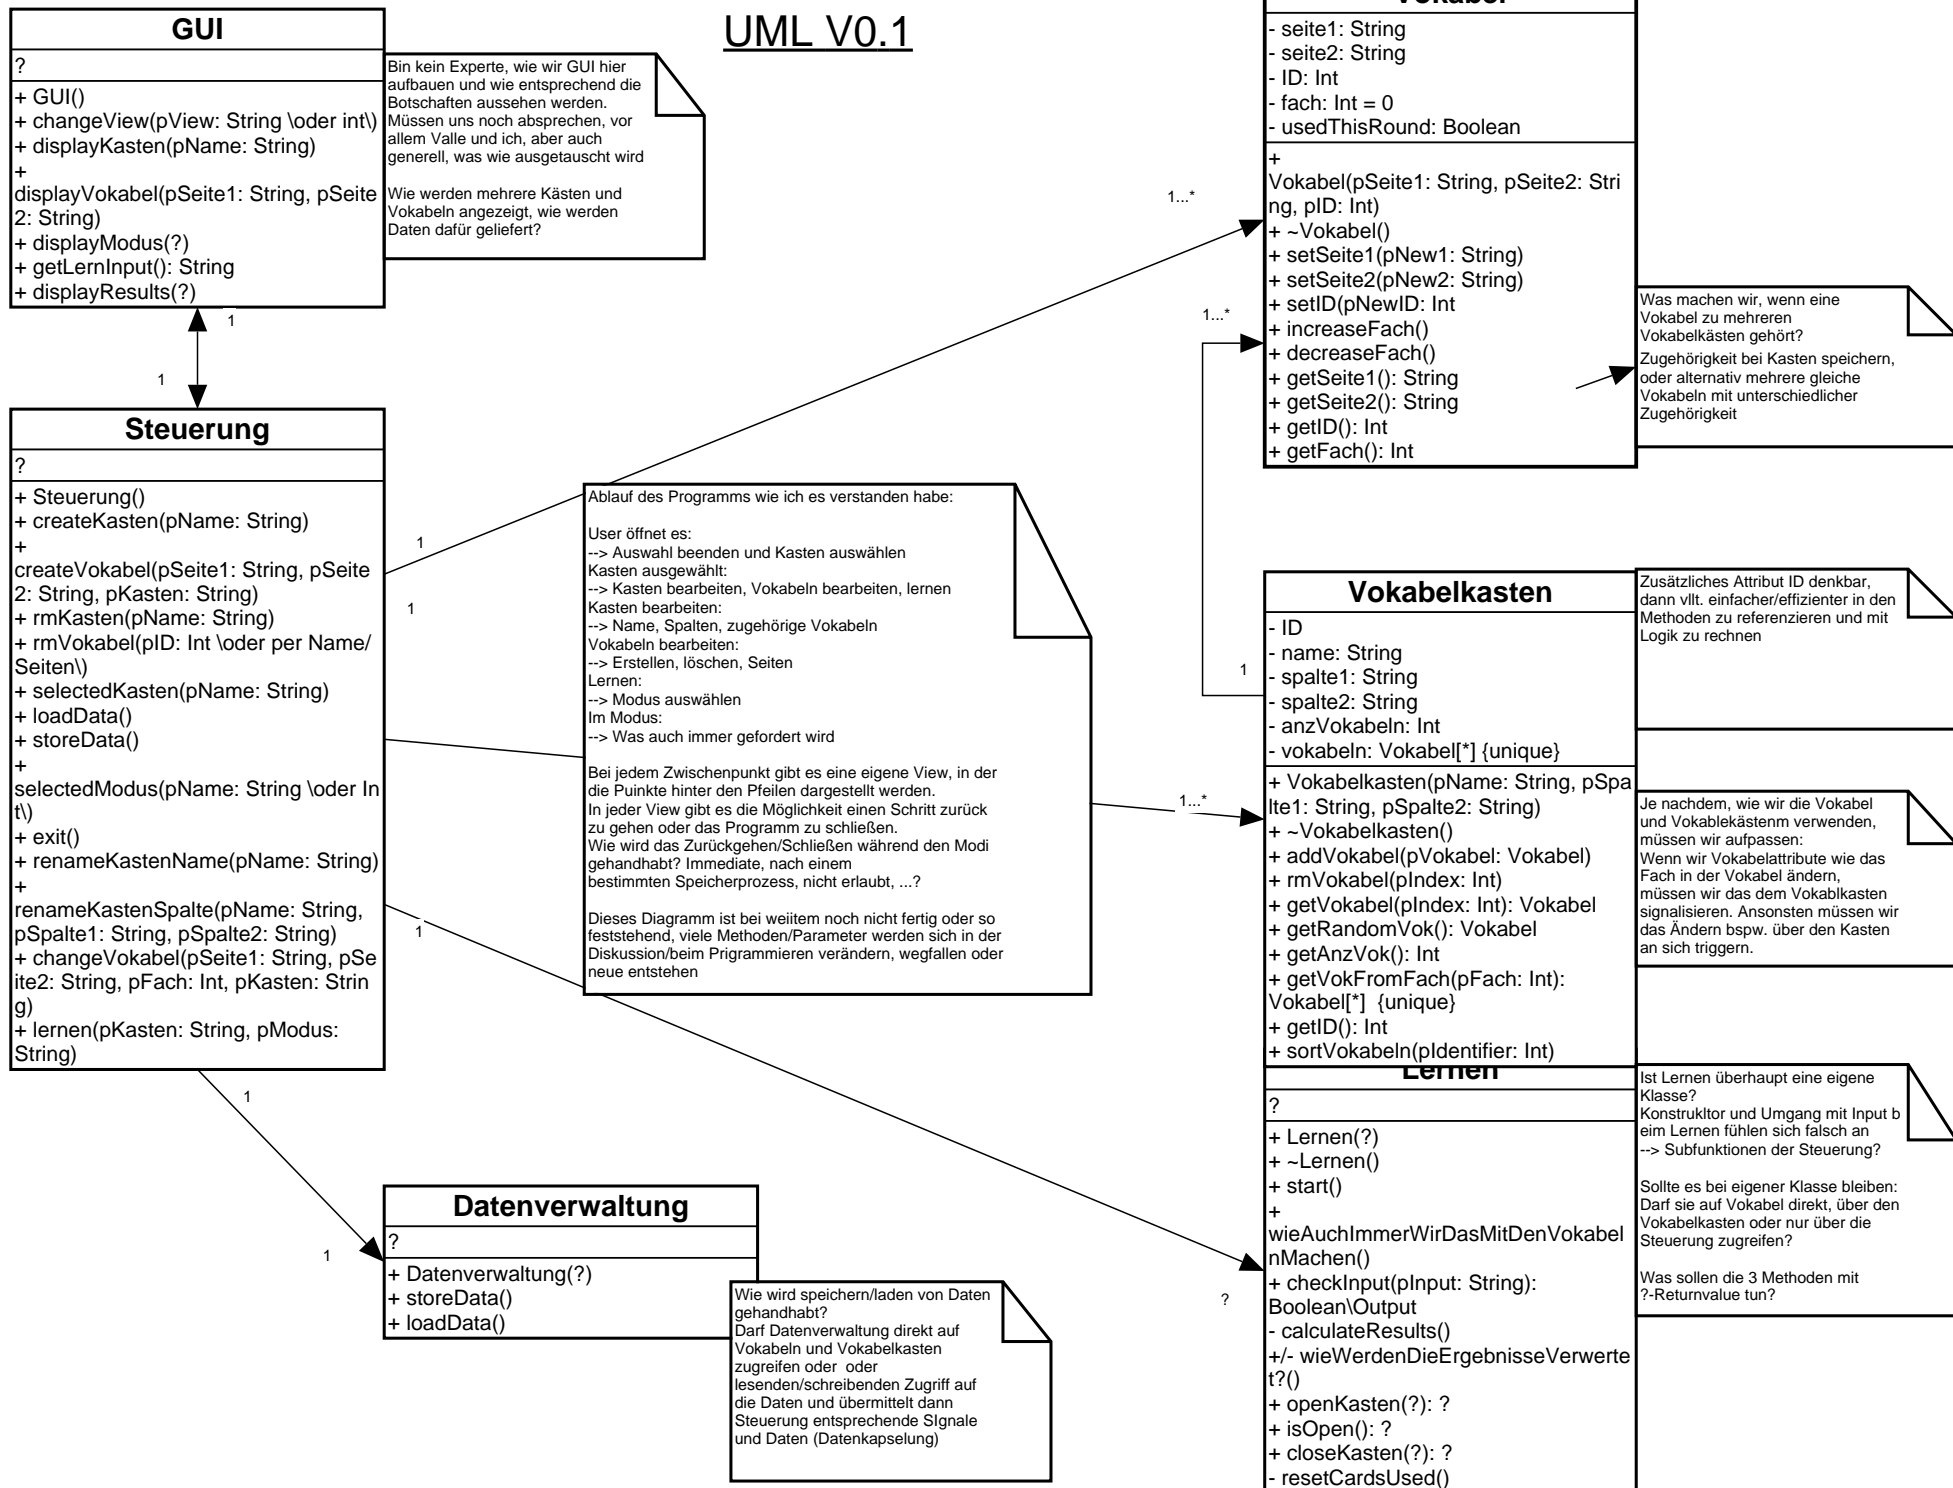 UML V0.1
GUI
?
+ GUI()
+ changeView(pView: String \oder int\)
+ displayKasten(pName: String)
+
displayVokabel(pSeite1: String, pSeite
2: String)
+ displayModus(?)
+ getLernInput(): String
+ displayResults(?)
Bin kein Experte, wie wir GUI hier
aufbauen und wie entsprechend die
Botschaften aussehen werden.
Müssen uns noch absprechen, vor
allem Valle und ich, aber auch
generell, was wie ausgetauscht wird
Wie werden mehrere Kästen und
Vokabeln angezeigt, wie werden
Daten dafür geliefert?
1
1
Steuerung
?
+ Steuerung()
+ createKasten(pName: String)
+
createVokabel(pSeite1: String, pSeite
2: String, pKasten: String)
+ rmKasten(pName: String)
+ rmVokabel(pID: Int \oder per Name/
Seiten\)
+ selectedKasten(pName: String)
+ loadData()
+ storeData()
+
selectedModus(pName: String \oder In
t\)
+ exit()
+ renameKastenName(pName: String)
+
renameKastenSpalte(pName: String,
pSpalte1: String, pSpalte2: String)
+ changeVokabel(pSeite1: String, pSe
ite2: String, pFach: Int, pKasten: Strin
g)
+ lernen(pKasten: String, pModus:
String)
1
1
1
1
1
Ablauf des Programms wie ich es verstanden habe:
User öffnet es:
--> Auswahl beenden und Kasten auswählen
Kasten ausgewählt:
--> Kasten bearbeiten, Vokabeln bearbeiten, lernen
Kasten bearbeiten:
--> Name, Spalten, zugehörige Vokabeln
Vokabeln bearbeiten:
--> Erstellen, löschen, Seiten
Lernen:
--> Modus auswählen
Im Modus:
--> Was auch immer gefordert wird
Bei jedem Zwischenpunkt gibt es eine eigene View, in der
die Puinkte hinter den Pfeilen dargestellt werden.
In jeder View gibt es die Möglichkeit einen Schritt zurück
zu gehen oder das Programm zu schließen.
Wie wird das Zurückgehen/Schließen während den Modi
gehandhabt? Immediate, nach einem
bestimmten Speicherprozess, nicht erlaubt, ...?
Dieses Diagramm ist bei weiitem noch nicht fertig oder so
feststehend, viele Methoden/Parameter werden sich in der
Diskussion/beim Prigrammieren verändern, wegfallen oder
neue entstehen
Datenverwaltung
?
+ Datenverwaltung(?)
+ storeData()
+ loadData()
Wie wird speichern/laden von Daten
gehandhabt?
Darf Datenverwaltung direkt auf
Vokabeln und Vokabelkasten
zugreifen oder  oder
lesenden/schreibenden Zugriff auf
die Daten und übermittelt dann
Steuerung entsprechende SIgnale
und Daten (Datenkapselung)
Vokabel
- seite1: String
- seite2: String
- ID: Int
- fach: Int = 0
- usedThisRound: Boolean
+
Vokabel(pSeite1: String, pSeite2: Stri
ng, pID: Int)
+ ~Vokabel()
+ setSeite1(pNew1: String)
+ setSeite2(pNew2: String)
+ setID(pNewID: Int
+ increaseFach()
+ decreaseFach()
+ getSeite1(): String
+ getSeite2(): String
+ getID(): Int
+ getFach(): Int
1...*
1...*
Was machen wir, wenn eine
Vokabel zu mehreren
Vokabelkästen gehört?
Zugehörigkeit bei Kasten speichern,
oder alternativ mehrere gleiche
Vokabeln mit unterschiedlicher
Zugehörigkeit
Vokabelkasten
- ID
- name: String
- spalte1: String
- spalte2: String
- anzVokabeln: Int
- vokabeln: Vokabel[*] {unique}
+ Vokabelkasten(pName: String, pSpa
lte1: String, pSpalte2: String)
+ ~Vokabelkasten()
+ addVokabel(pVokabel: Vokabel)
+ rmVokabel(pIndex: Int)
+ getVokabel(pIndex: Int): Vokabel
+ getRandomVok(): Vokabel
+ getAnzVok(): Int
+ getVokFromFach(pFach: Int):
Vokabel[*]  {unique}
+ getID(): Int
+ sortVokabeln(pIdentifier: Int)
1
1...*
Zusätzliches Attribut ID denkbar,
dann vllt. einfacher/effizienter in den
Methoden zu referenzieren und mit
Logik zu rechnen
Je nachdem, wie wir die Vokabel
und Vokablekästenm verwenden,
müssen wir aufpassen:
Wenn wir Vokabelattribute wie das
Fach in der Vokabel ändern,
müssen wir das dem Vokablkasten
signalisieren. Ansonsten müssen wir
das Ändern bspw. über den Kasten
an sich triggern.
Lernen
?
+ Lernen(?)
+ ~Lernen()
+ start()
+
wieAuchImmerWirDasMitDenVokabel
nMachen()
+ checkInput(pInput: String):
Boolean\Output
- calculateResults()
+/- wieWerdenDieErgebnisseVerwerte
t?()
+ openKasten(?): ?
+ isOpen(): ?
+ closeKasten(?): ?
- resetCardsUsed()
?
Ist Lernen überhaupt eine eigene
Klasse?
Konstrukltor und Umgang mit Input b
eim Lernen fühlen sich falsch an
--> Subfunktionen der Steuerung?
Sollte es bei eigener Klasse bleiben:
Darf sie auf Vokabel direkt, über den
Vokabelkasten oder nur über die
Steuerung zugreifen?
Was sollen die 3 Methoden mit
?-Returnvalue tun?